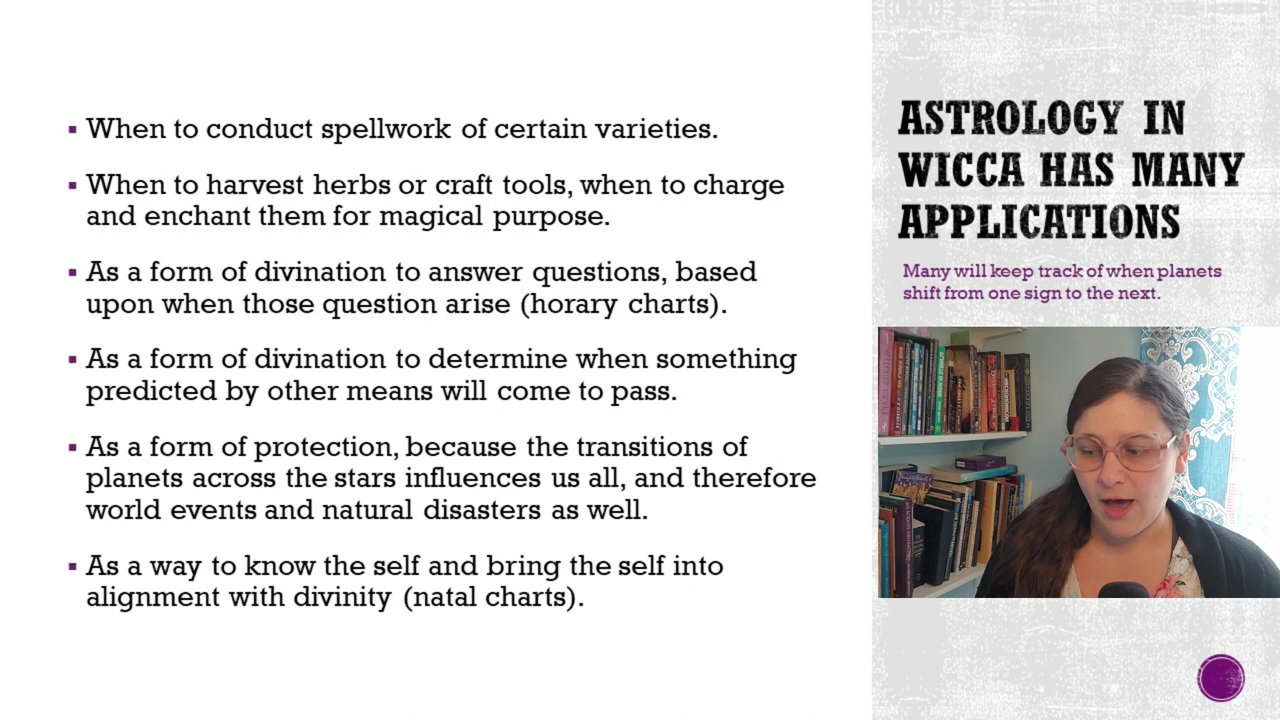 ASTROLOGY IN
WICCA HAS MANY
APPLICATIONS
Many will keep track of when planets
shift from one sign to the next.
▪ When to conduct spellwork of certain varieties.
▪ When to harvest herbs or craft tools, when to charge
and enchant them for magical purpose.
▪ As a form of divination to answer questions, based
upon when those question arise (horary charts).
▪ As a form of divination to determine when something
predicted by other means will come to pass.
▪ As a form of protection, because the transitions of
planets across the stars influences us all, and therefore
world events and natural disasters as well.
▪ As a way to know the self and bring the self into
alignment with divinity (natal charts).